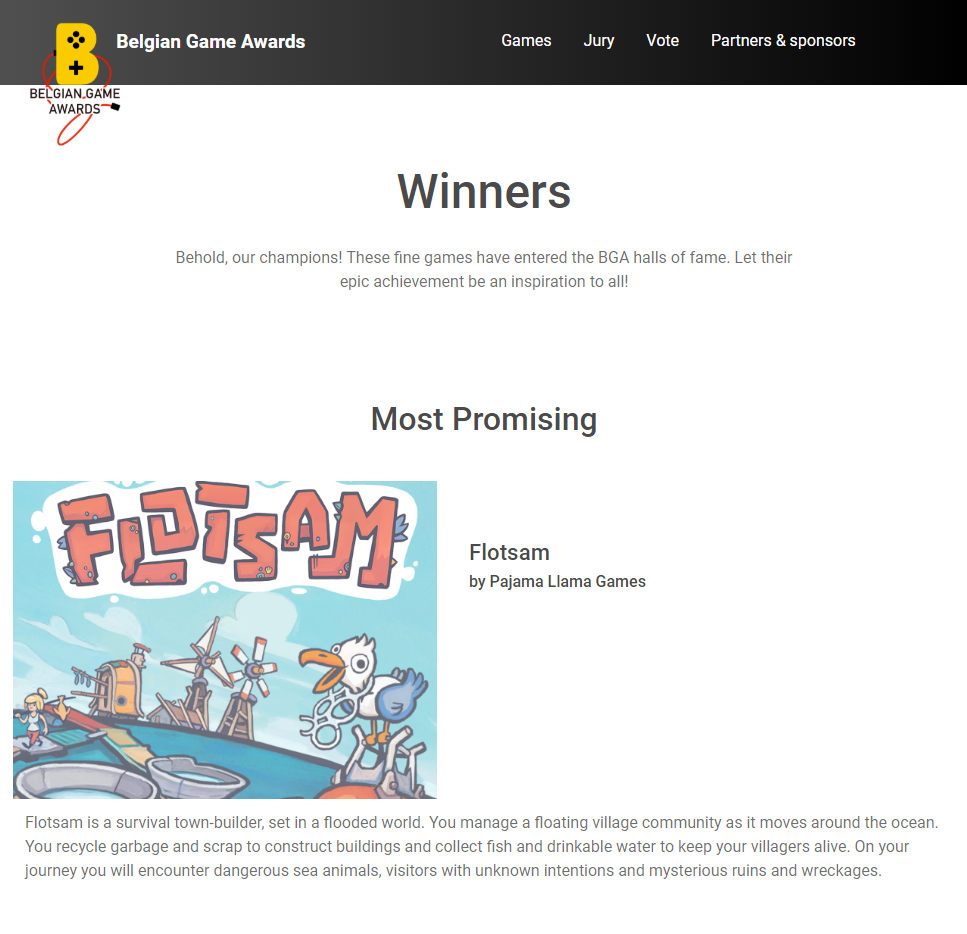 Belgian Game Awards
Games Jury Vote Partners & sponsors
B
BELGIAN GAME
AWARDS
Winners
Behold, our champions! These fine games have entered the BGA halls of fame. Let their
epic achievement be an inspiration to all!
Most Promising
FLOTSAM
Flotsam
by Pajama Llama Games
Flotsam is a survival town-builder, set in a flooded world. You manage a floating village community as it moves around the ocean.
You recycle garbage and scrap to construct buildings and collect fish and drinkable water to keep your villagers alive. On your
journey you will encounter dangerous sea animals, visitors with unknown intentions and mysterious ruins and wreckages.